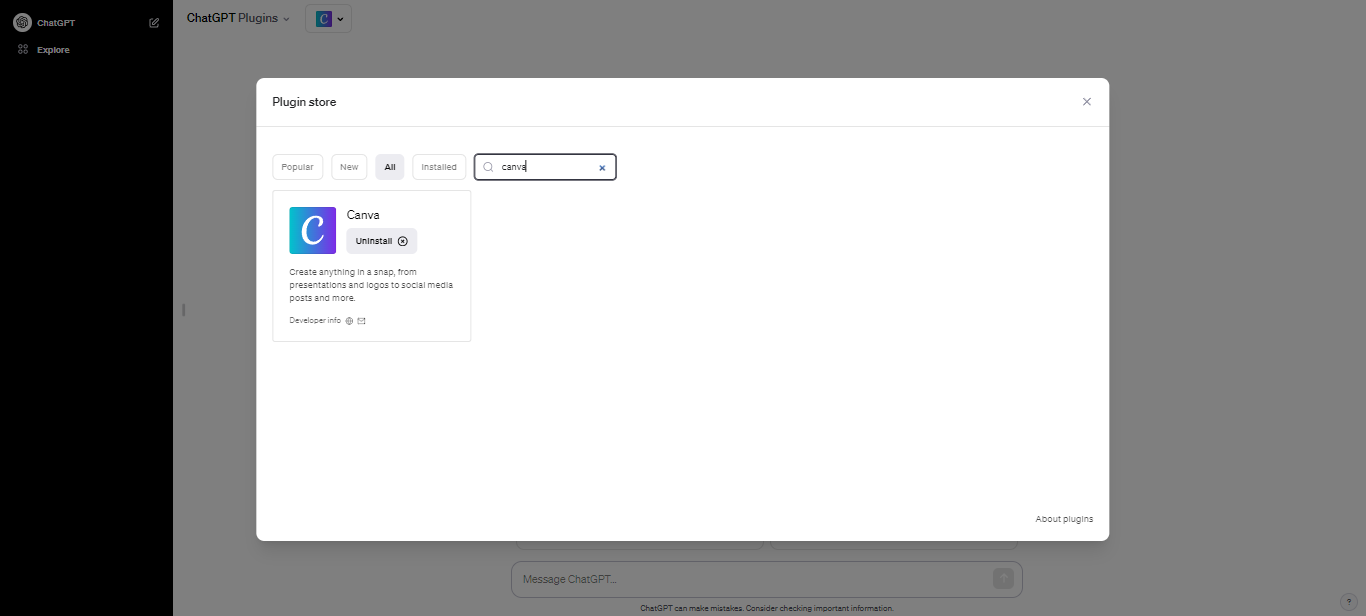 ChatGPT
Explore
ChatGPT Plugins
C
Plugin store
Popular
New
All
Installed
canva
C
Canva
Uninstall
Create anything in a snap, from
presentations and logos to social media
posts and more.
Developer info
About plugins
Message ChatGPT...
ChatGPT can make mistakes. Consider checking important information.
?